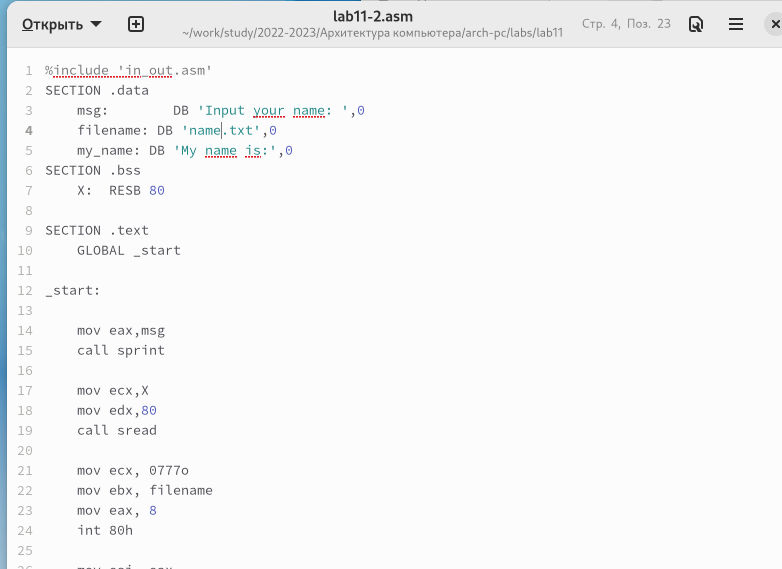 Открыть
lab11-2.asm
~/work/study/2022-2023/Архитектура компьютера/arch-pc/labs/lab11
Стр. 4, Поз. 23
1 %include 'in_out.asm'
2 SECTION .data
3 msg: DB 'Input your name: ',0
4 filename: DB 'name.txt',0
5 my_name: DB 'My name is:',0
6 SECTION .bss
7 X: RESB 80
8
9 SECTION .text
10 GLOBAL _start
11
12 _start:
13
14 mov eax,msg
15 call sprint
16
17 mov ecx,X
18 mov edx,80
19 call sread
20
21 mov ecx, 0777o
22 mov ebx, filename
23 mov eax, 8
24 int 80h
25